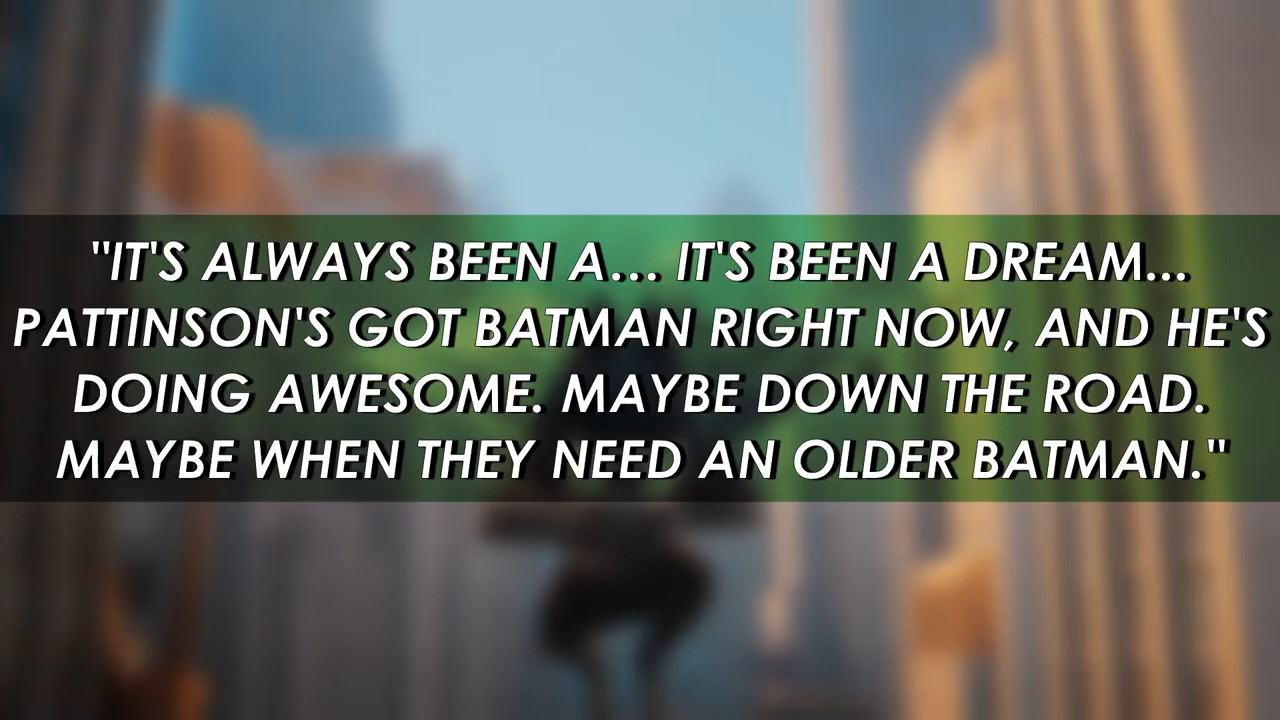 "IT'S ALWAYS BEEN A... IT'S BEEN A DREAM...
PATTINSON'S GOT BATMAN RIGHT NOW, AND HE'S
DOING AWESOME. MAYBE DOWN THE ROAD.
MAYBE WHEN THEY NEED AN OLDER BATMAN."